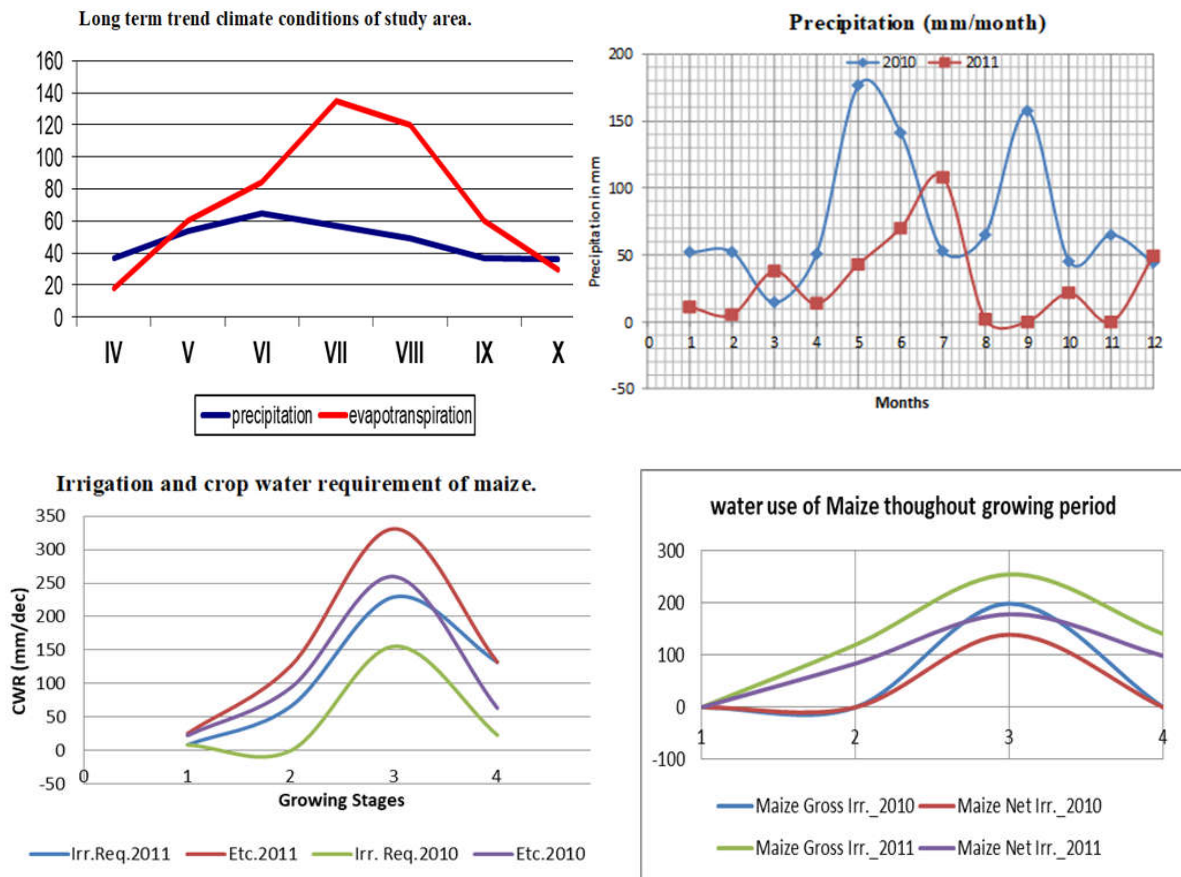 Long term trend climate conditions of study area.
160
140
120
100
80
60
40
20
0
IV V VI VII VIII IX X
precipitation evapotranspiration
Precipitation (mm/month)
2010 2011
200
150
100
50
0
-50
Precipitation in mm
0 1 2 3 4 5 6 7 8 9 10 11 12
Months
Irrigation and crop water requirement of maize.
350
300
250
200
150
100
50
0
-50
CWR (mm/dec)
0 1 2 3 4
Growing Stages
Irr.Req.2011 Etc.2011 Irr. Req.2010 Etc.2010
water use of Maize thoughout growing period
300
200
100
0
-100
1 2 3 4
Maize Gross Irr._2010 Maize Net Irr._2010
Maize Gross Irr._2011 Maize Net Irr._2011